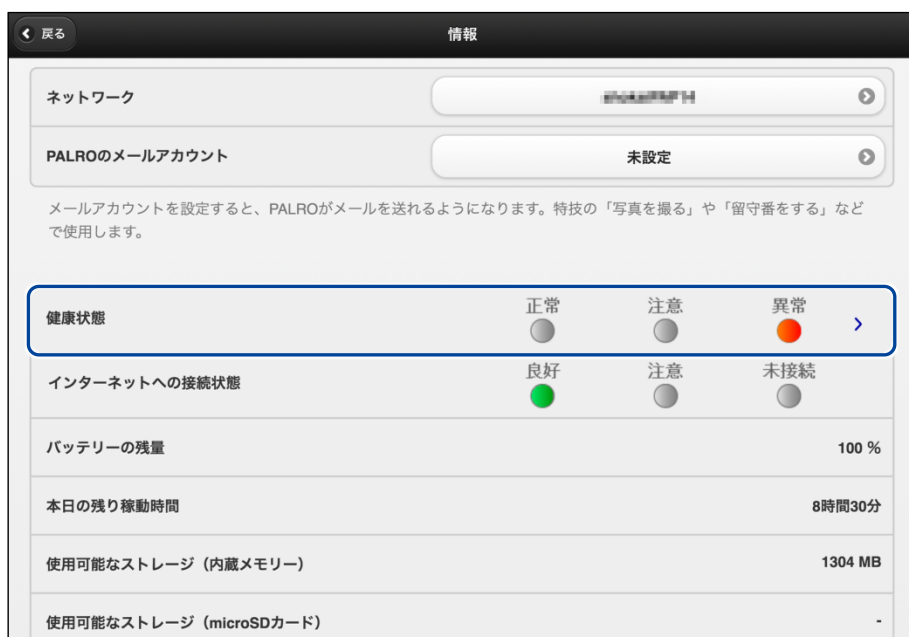 戻る
情報
ネットワーク
PALROのメールアカウント
未設定
メールアカウントを設定すると、PALROがメールを送れるようになります。特技の「写真を撮る」や「留守番をする」など
で使用します。
健康状態
正常
注意
異常
インターネットへの接続状態
良好
注意
未接続
バッテリーの残量
100 %
本日の残り稼動時間
8時間30分
使用可能なストレージ（内蔵メモリー）
1304 MB
使用可能なストレージ（microSDカード）
-